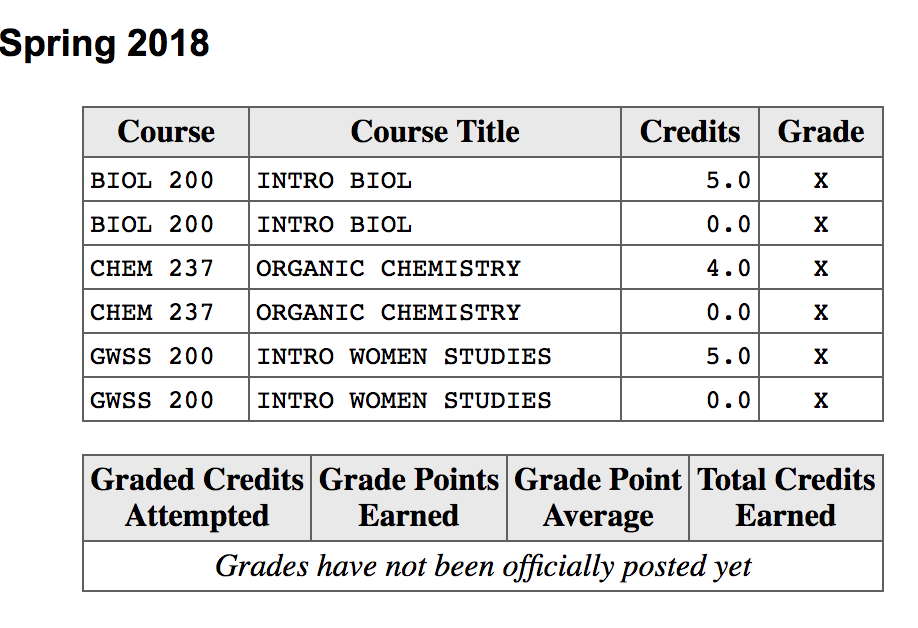 Spring 2018
Course Course Title Credits Grade
BIOL 200 INTRO BIOL 5.0 X
BIOL 200 INTRO BIOL 0.0 X
CHEM 237 ORGANIC CHEMISTRY 4.0 X
CHEM 237 ORGANIC CHEMISTRY 0.0 X
GWSS 200 INTRO WOMEN STUDIES 5.0 X
GWSS 200 INTRO WOMEN STUDIES 0.0 X
Graded Credits Grade Points Grade Point Total Credits
Attempted Earned Average Earned
Grades have not been officially posted yet